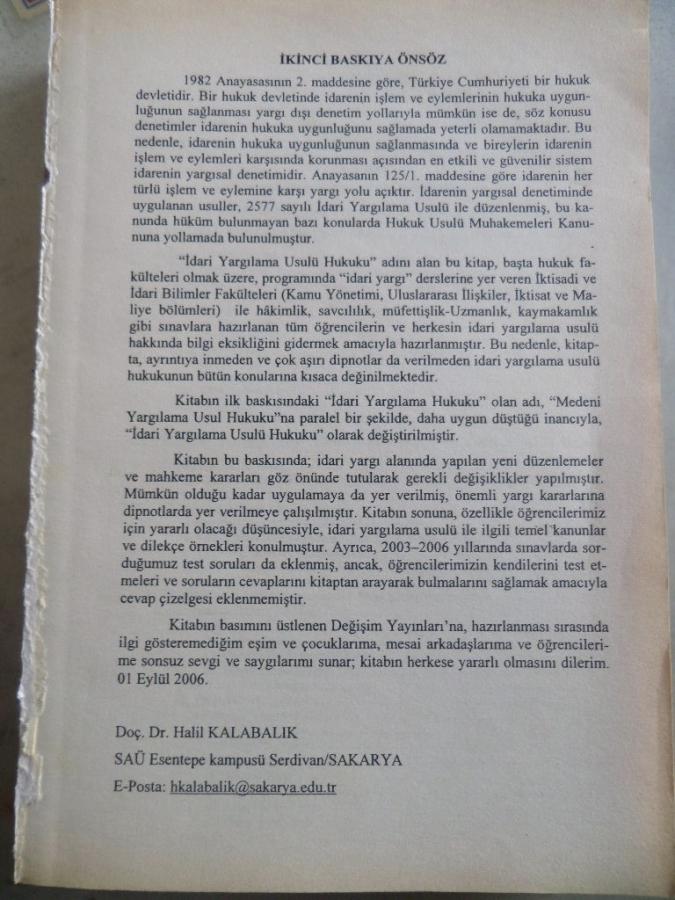 İKİNCİ BASKIYA ÖNSÖZ
1982 Anayasasının 2. maddesine göre, Türkiye Cumhuriyeti bir hukuk
devletidir. Bir hukuk devletinde idarenin işlem ve eylemlerinin hukuka uygun-
luğunun sağlanması yargı dışı denetim yollarıyla mümkün ise de, söz konusu
denetimler idarenin hukuka uygunluğunu sağlamada yeterli olamamaktadır. Bu
nedenle, idarenin hukuka uygunluğunun sağlanmasında ve bireylerin idarenin
işlem ve eylemleri karşısında korunması açısından en etkili ve güvenilir sistem
idarenin yargısal denetimidir. Anayasanın 125/1. maddesine göre idarenin her
türlü işlem ve eylemine karşı yargı yolu açıktır. İdarenin yargısal denetiminde
uygulanan usuller, 2577 sayılı İdari Yargılama Usulü ile düzenlenmiş, bu ka-
nunda hüküm bulunmayan bazı konularda Hukuk Usulü Muhakemeleri Kanu-
nuna yollamada bulunulmuştur.
"İdari Yargılama Usulü Hukuku" adını alan bu kitap, başta hukuk fa-
külteleri olmak üzere, programında "idari yargı" derslerine yer veren İktisadi ve
İdari Bilimler Fakülteleri (Kamu Yönetimi, Uluslararası İlişkiler, İktisat ve Ma-
liye bölümleri) ile hâkimlik, savcılılık, müfettişlik-Uzmanlık, kaymakamlık
gibi sınavlara hazırlanan tüm öğrencilerin ve herkesin idari yargılama usulü
hakkında bilgi eksikliğini gidermek amacıyla hazırlanmıştır. Bu nedenle, kitap-
ta, ayrıntıya inmeden ve çok aşırı dipnotlar da verilmeden idari yargılama usulü
hukukunun bütün konularına kısaca değinilmektedir.
Kitabın ilk baskısındaki "İdari Yargılama Hukuku" olan adı, "Medeni
Yargılama Usul Hukuku"na paralel bir şekilde, daha uygun düştüğü inancıyla,
"İdari Yargılama Usulü Hukuku" olarak değiştirilmiştir.
Kitabın bu baskısında; idari yargı alanında yapılan yeni düzenlemeler
ve mahkeme kararları göz önünde tutularak gerekli değişiklikler yapılmıştır.
Mümkün olduğu kadar uygulamaya da yer verilmiş, önemli yargı kararlarına
dipnotlarda yer verilmeye çalışılmıştır. Kitabın sonuna, özellikle öğrencilerimiz
için yararlı olacağı düşüncesiyle, idari yargılama usulü ile ilgili temel kanunlar
ve dilekçe örnekleri konulmuştur. Ayrıca, 2003–2006 yıllarında sınavlarda sor-
duğumuz test soruları da eklenmiş, ancak, öğrencilerimizin kendilerini test et-
meleri ve soruların cevaplarını kitaptan arayarak bulmalarını sağlamak amacıyla
cevap çizelgesi eklenmemiştir.
Kitabın basımını üstlenen Değişim Yayınları'na, hazırlanması sırasında
ilgi gösteremediğim eşim ve çocuklarıma, mesai arkadaşlarıma ve öğrencileri-
me sonsuz sevgi ve saygılarımı sunar; kitabın herkese yararlı olmasını dilerim.
01 Eylül 2006.
Doç. Dr. Halil KALABALIK
SAÜ Esentepe kampusü Serdivan/SAKARYA
E-Posta: hkalabalik@sakarya.edu.tr